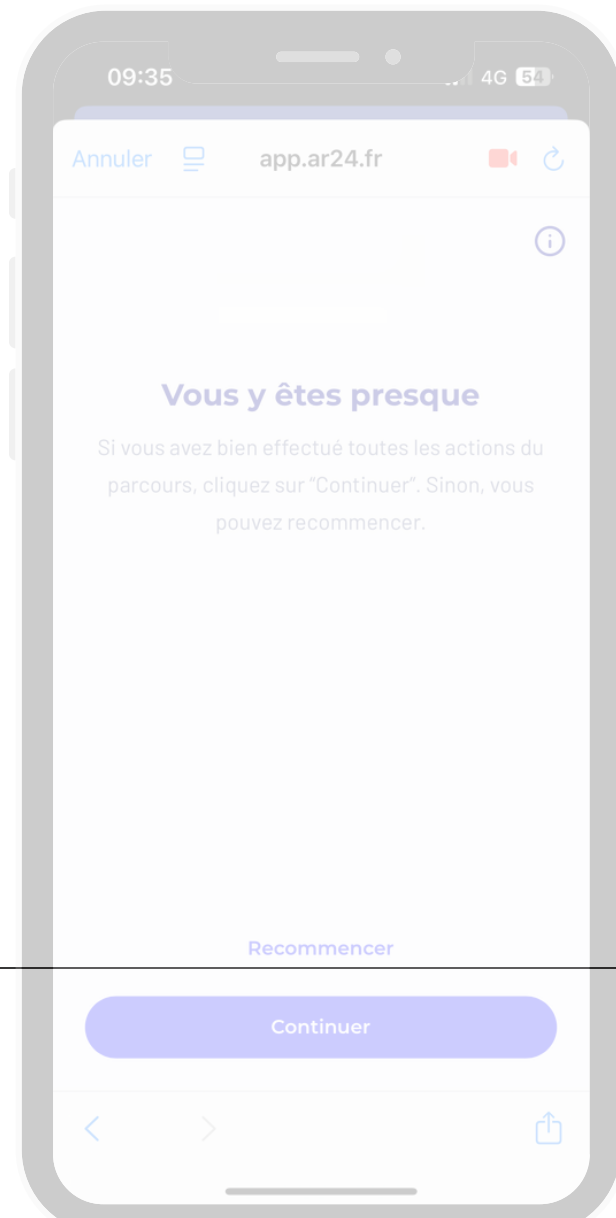 09:35 4G 54
Annuler app.ar24.fr
Vous y êtes presque
Si vous avez bien effectué toutes les actions du
parcours, cliquez sur “Continuer”. Sinon, vous
pouvez recommencer.
Recommencer
Continuer